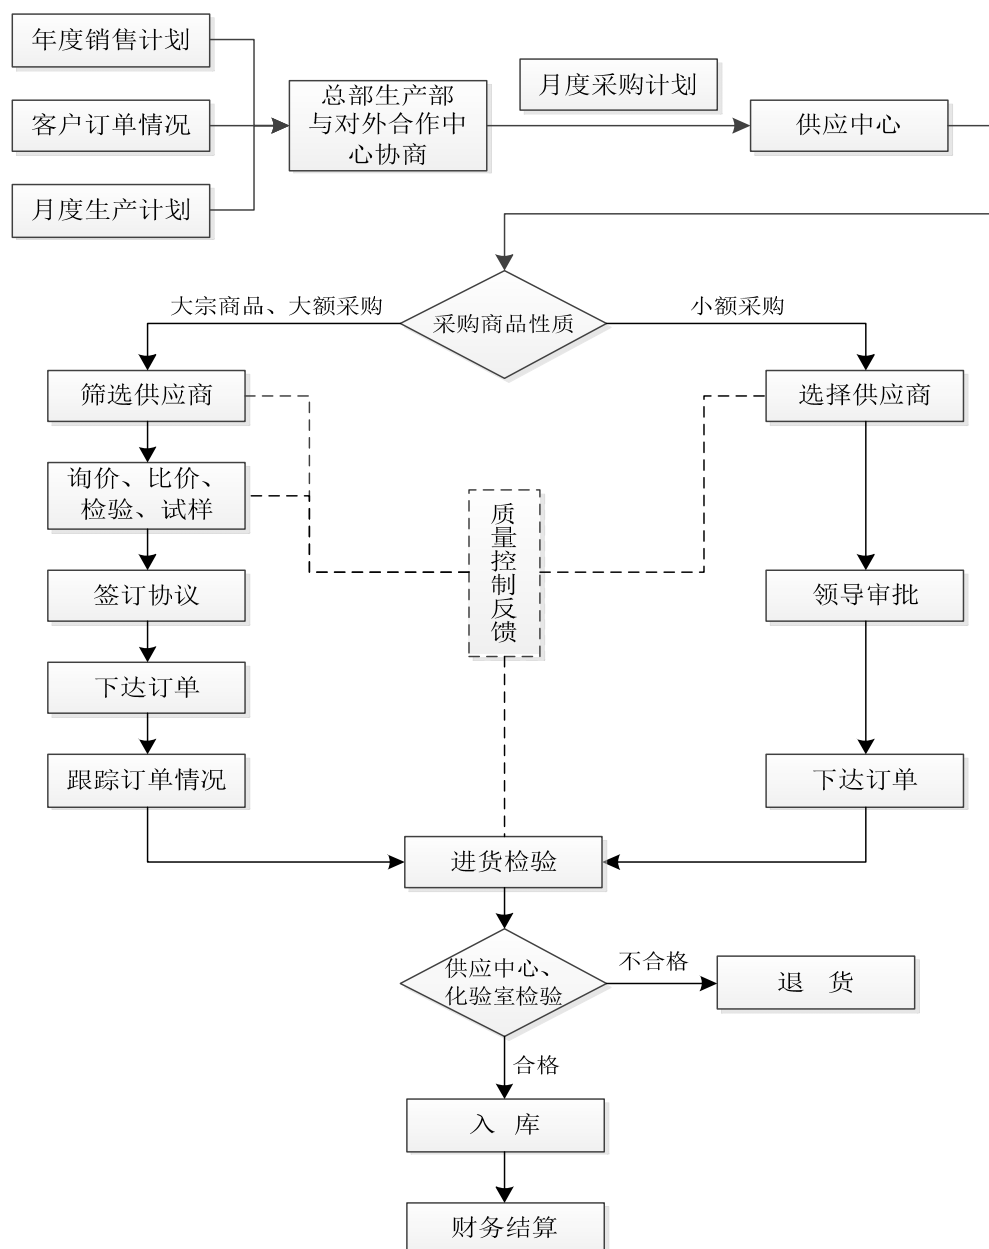 年度销售计划
客户订单情况
月度生产计划
总部生产部
与对外合作中
心协商
月度采购计划
供应中心
大宗商品、大额采购
采购商品性质
小额采购
筛选供应商
选择供应商
询价、比价、
检验、试样
质
量
控
制
反
馈
签订协议
领导审批
下达订单
跟踪订单情况
下达订单
进货检验
供应中心、
化验室检验
不合格
退 货
合格
入 库
财务结算